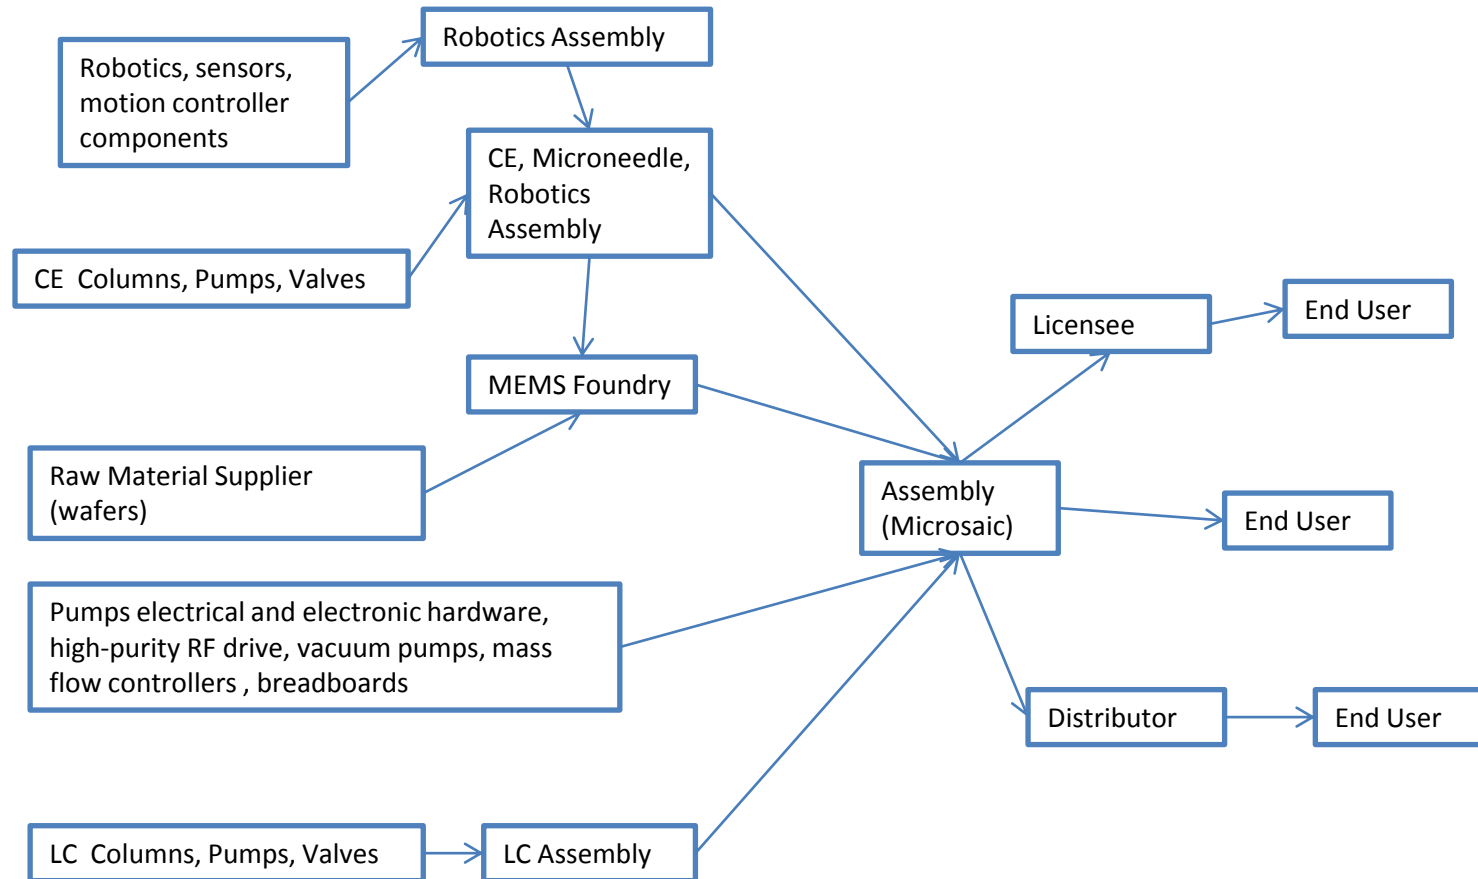 Robotics Assembly
Robotics, sensors,
motion controller
components
CE, Microneedle,
Robotics
Assembly
CE  Columns, Pumps, Valves
Licensee
End User
MEMS Foundry
Raw Material Supplier
(wafers)
Assembly
(Microsaic)
End User
Pumps electrical and electronic hardware,
high-purity RF drive, vacuum pumps, mass
flow controllers , breadboards
Distributor
End User
LC  Columns, Pumps, Valves
LC Assembly